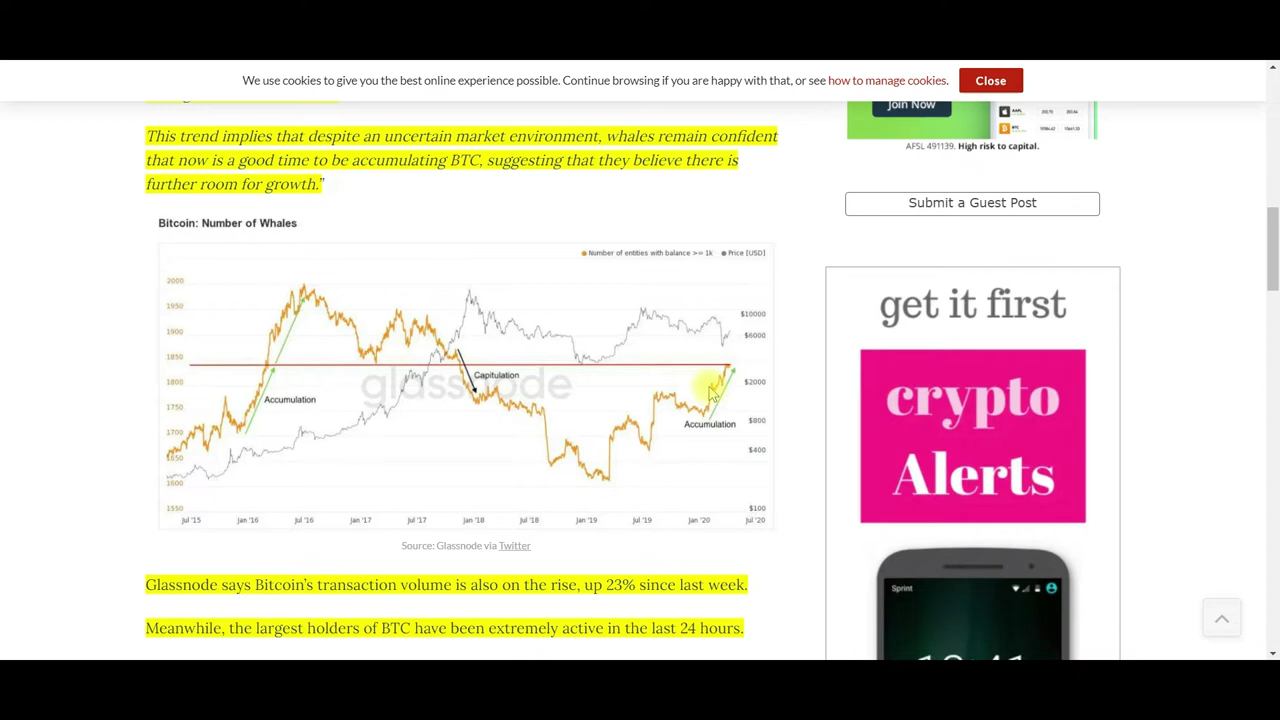 We use cookies to give you the best online experience possible. Continue browsing if you are happy with that, or see how to manage cookies.
Close
This trend implies that despite an uncertain market environment, whales remain confident
that now is a good time to be accumulating BTC, suggesting that they believe there is
further room for growth.”
Bitcoin: Number of Whales
Number of entities with balance >= 1k
Price [USD]
2000
1950
1900
1850
1800
1750
1700
1650
1600
1550
$10000
$6000
$2000
$800
$400
$100
Accumulation
Capitulation
Accumulation
glassnode
Jul '15
Jan '16
Jul '16
Jan '17
Jul '17
Jan '18
Jul '18
Jan '19
Jul '19
Jan '20
Jul '20
Source: Glassnode via Twitter
Glassnode says Bitcoin’s transaction volume is also on the rise, up 23% since last week.
Meanwhile, the largest holders of BTC have been extremely active in the last 24 hours.
Join Now
AAPL
BTC
AFSL 491139. High risk to capital.
Submit a Guest Post
get it first
crypto
Alerts
Sprint